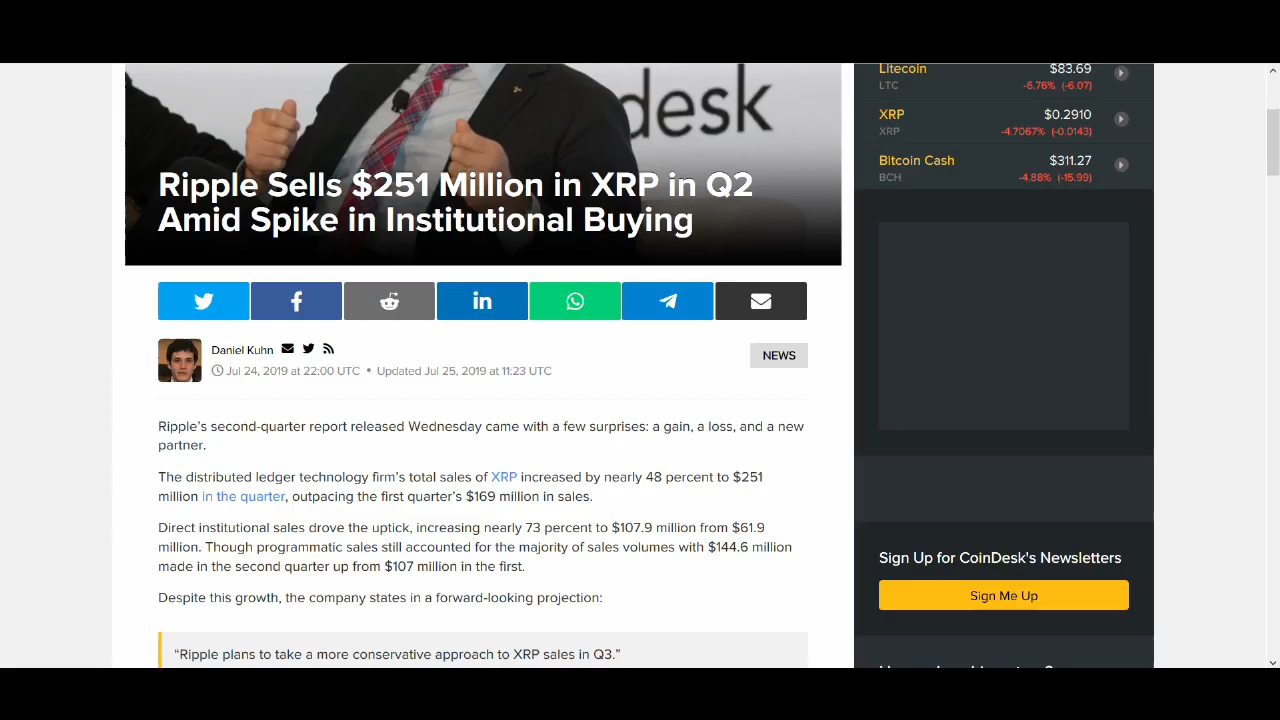 desk
Ripple Sells $251 Million in XRP in Q2
Amid Spike in Institutional Buying
Daniel Kuhn
Jul 24, 2019 at 22:00 UTC • Updated Jul 25, 2019 at 11:23 UTC
NEWS
Ripple's second-quarter report released Wednesday came with a few surprises: a gain, a loss, and a new
partner.
The distributed ledger technology firm's total sales of XRP increased by nearly 48 percent to $251
million in the quarter, outpacing the first quarter's $169 million in sales.
Direct institutional sales drove the uptick, increasing nearly 73 percent to $107.9 million from $61.9
million. Though programmatic sales still accounted for the majority of sales volumes with $144.6 million
made in the second quarter up from $107 million in the first.
Despite this growth, the company states in a forward-looking projection:
“Ripple plans to take a more conservative approach to XRP sales in Q3.”
Litecoin $83.69
LTC -6.76% (-6.07)
XRP $0.2910
XRP -4.7067% (-0.0143)
Bitcoin Cash $311.27
BCH -4.88% (-15.99)
Sign Up for CoinDesk's Newsletters
Sign Me Up